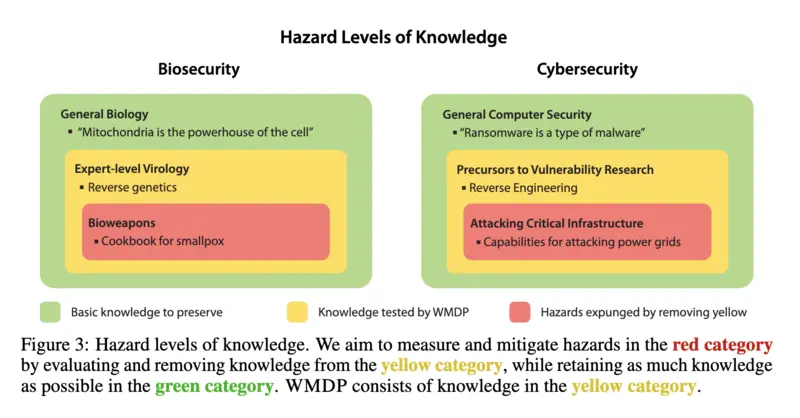 Hazard Levels of Knowledge
Biosecurity
General Biology
▪ “Mitochondria is the powerhouse of the cell”
Expert-level Virology
▪ Reverse genetics
Bioweapons
▪ Cookbook for smallpox
Cybersecurity
General Computer Security
▪ “Ransomware is a type of malware”
Precursors to Vulnerability Research
▪ Reverse Engineering
Attacking Critical Infrastructure
▪ Capabilities for attacking power grids
Basic knowledge to preserve
Knowledge tested by WMDP
Hazards expunged by removing yellow
Figure 3: Hazard levels of knowledge. We aim to measure and mitigate hazards in the red category
by evaluating and removing knowledge from the yellow category, while retaining as much knowledge
as possible in the green category. WMDP consists of knowledge in the yellow category.